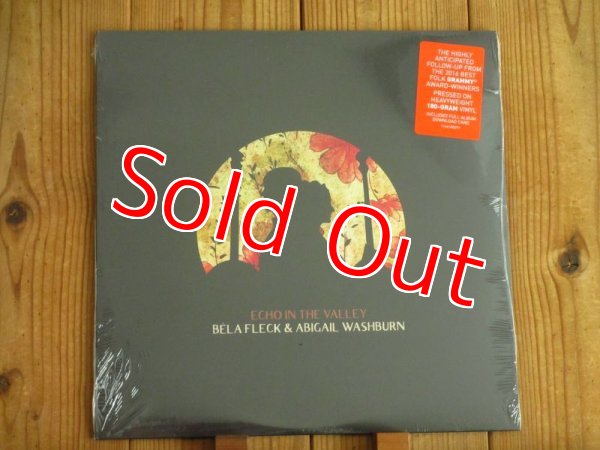 THE HIGHLY
ANTICIPATED
FOLLOW-UP FROM
THE 2016 BEST
FOLK GRAMMY®
AWARD-WINNERS
PRESSED ON
HEAVYWEIGHT
180-GRAM VINYL
INCLUDES FULL ALBUM
DOWNLOAD CARD
Sold Out
ECHO IN THE VALLEY
BÉLA FLECK & ABIGAIL WASHBURN